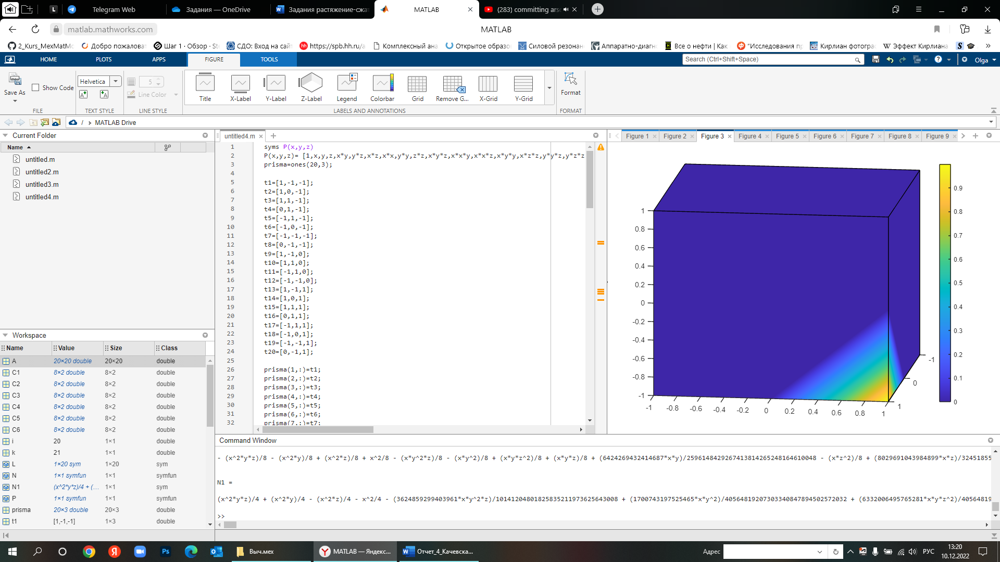 Telegram Web
Задания — OneDrive
Задания растяжение-сжат
MATLAB
(283) committing arso
matlab.mathworks.com
MATLAB
2_Kurs_MexMatMo
Добро пожаловат
Шаг 1 · Обзор · Ste
СДО: Вход на сайт
https://spb.hh.ru/a
Комплексный ана
Открытое образо
Силовой резонан
Аппаратно-диагн
Все о нефти | Как
"Исследования п
Кирлиан фотограф
Эффект Кирлиана
HOME
PLOTS
APPS
FIGURE
TOOLS
Search (Ctrl+Shift+Space)
Olga
Save As
Show Code
Helvetica
5
Line Color
Title
X-Label
Y-Label
Z-Label
Legend
Colorbar
Grid
Remove G...
X-Grid
Y-Grid
Format
FILE
TEXT STYLE
LINE STYLE
LABELS AND ANNOTATIONS
FORMAT
/ › MATLAB Drive
Current Folder
Name
untitled.m
untitled2.m
untitled3.m
untitled4.m
Workspace
Name Value Size Class
A 20×20 double 20×20 double
C1 8×2 double 8×2 double
C2 8×2 double 8×2 double
C3 8×2 double 8×2 double
C4 8×2 double 8×2 double
C5 8×2 double 8×2 double
C6 8×2 double 8×2 double
i 20 1×1 double
k 21 1×1 double
L 1×20 sym 1×20 sym
N 1×1 symfun 1×1 symfun
N1 (x^2*y*z)/4 + (... 1×1 sym
P 1×1 symfun 1×1 symfun
prisma 20×3 double 20×3 double
t1 [1,-1,-1] 1×3 double
untitled4.m
1 syms P(x,y,z)
2 P(x,y,z)= [1,x,y,z,x*y,y*z,x*z,x*x,y*y,z*z,x*y*z,x*x*y,x*x*z,x*y*y,x*z*z,y*y*z,y*z*z
3 prisma=ones(20,3);
4
5 t1=[1,-1,-1];
6 t2=[1,0,-1];
7 t3=[1,1,-1];
8 t4=[0,1,-1];
9 t5=[-1,1,-1];
10 t6=[-1,0,-1];
11 t7=[-1,-1,-1];
12 t8=[0,-1,-1];
13 t9=[1,-1,0];
14 t10=[1,1,0];
15 t11=[-1,1,0];
16 t12=[-1,-1,0];
17 t13=[1,-1,1];
18 t14=[1,0,1];
19 t15=[1,1,1];
20 t16=[0,1,1];
21 t17=[-1,1,1];
22 t18=[-1,0,1];
23 t19=[-1,-1,1];
24 t20=[0,-1,1];
25
26 prisma(1,:)=t1;
27 prisma(2,:)=t2;
28 prisma(3,:)=t3;
29 prisma(4,:)=t4;
30 prisma(5,:)=t5;
31 prisma(6,:)=t6;
32 prisma(7,:)=t7;
Figure 1
Figure 2
Figure 3
Figure 4
Figure 5
Figure 6
Figure 7
Figure 8
Figure 9
1
0.8
0.6
0.4
0.2
0
-0.2
-0.4
-0.6
-0.8
-1
-1 -0.8 -0.6 -0.4 -0.2 0 0.2 0.4 0.6 0.8 1
1
0
-1
0.9
0.8
0.7
0.6
0.5
0.4
0.3
0.2
0.1
0
Command Window
- (x^2*y*z)/8 - (x^2*y)/8 + (x^2*z)/8 + x^2/8 - (x*y^2*z)/8 - (x*y^2)/8 + (x*y*z^2)/8 + (x*y*z)/8 + (6424269432414687*x*y)/25961484292674138142652481646100​48 - (x*z^2)/8 + (8029691043984899*x*z)/32451855
N1 =
(x^2*y*z)/4 + (x^2*y)/4 - (x^2*z)/4 - x^2/4 - (3624859299403961*x*y^2*z)/10141204801825835211973625643008 + (1700743197525465*x*y^2)/40564819207303340847894502572032 + (6332006495765281*x*y*z^2)/40564819
>>
Выч.мех
MATLAB — Яндекс...
Отчет_4_Качевска...
Адрес
РУС
13:20
10.12.2022